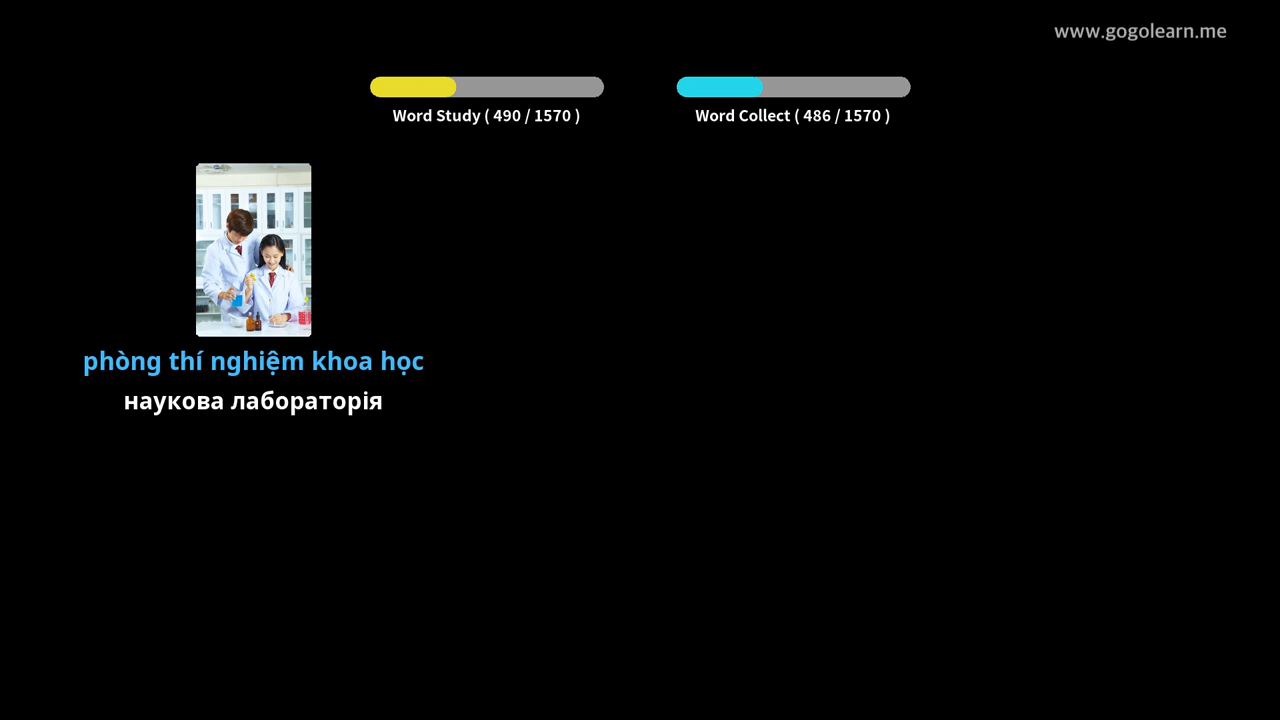 www.gogolearn.me
Word Study ( 490 / 1570 )
Word Collect ( 486 / 1570 )
phòng thí nghiệm khoa học
наукова лабораторія